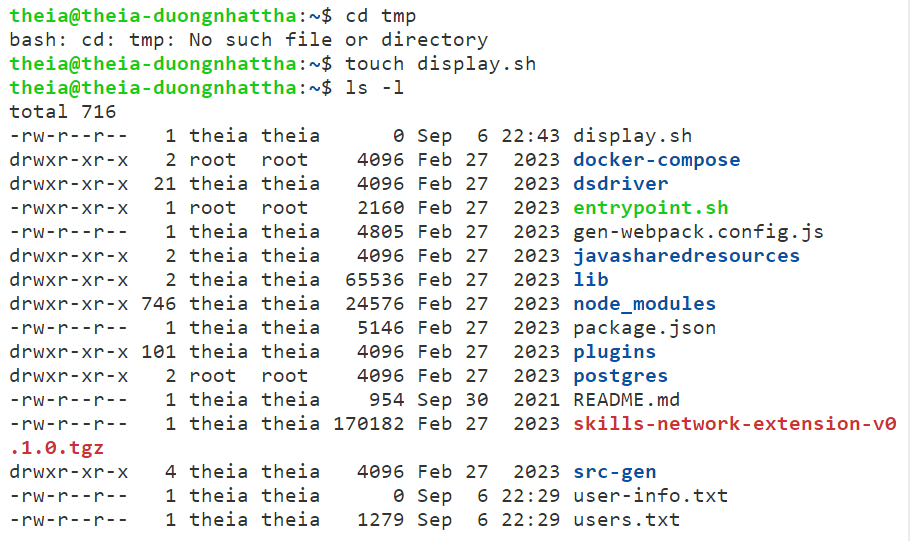 theia@theia-duongnhattha:~$ cd tmp
bash: cd: tmp: No such file or directory
theia@theia-duongnhattha:~$ touch display.sh
theia@theia-duongnhattha:~$ ls -l
total 716
-rw-r--r--   1 theia theia      0 Sep  6 22:43 display.sh
drwxr-xr-x   2 root  root    4096 Feb 27  2023 docker-compose
drwxr-xr-x  21 theia theia   4096 Feb 27  2023 dsdriver
-rwxr-xr-x   1 root  root    2160 Feb 27  2023 entrypoint.sh
-rw-r--r--   1 theia theia   4805 Feb 27  2023 gen-webpack.config.js
drwxr-xr-x   2 theia theia   4096 Feb 27  2023 javasharedresources
drwxr-xr-x   2 theia theia  65536 Feb 27  2023 lib
drwxr-xr-x 746 theia theia  24576 Feb 27  2023 node_modules
-rw-r--r--   1 theia theia   5146 Feb 27  2023 package.json
drwxr-xr-x 101 theia theia   4096 Feb 27  2023 plugins
drwxr-xr-x   2 root  root    4096 Feb 27  2023 postgres
-rw-r--r--   1 theia theia    954 Sep 30  2021 README.md
-rw-r--r--   1 theia theia 170182 Feb 27  2023 skills-network-extension-v0
.1.0.tgz
drwxr-xr-x   4 theia theia   4096 Feb 27  2023 src-gen
-rw-r--r--   1 theia theia      0 Sep  6 22:29 user-info.txt
-rw-r--r--   1 theia theia   1279 Sep  6 22:29 users.txt